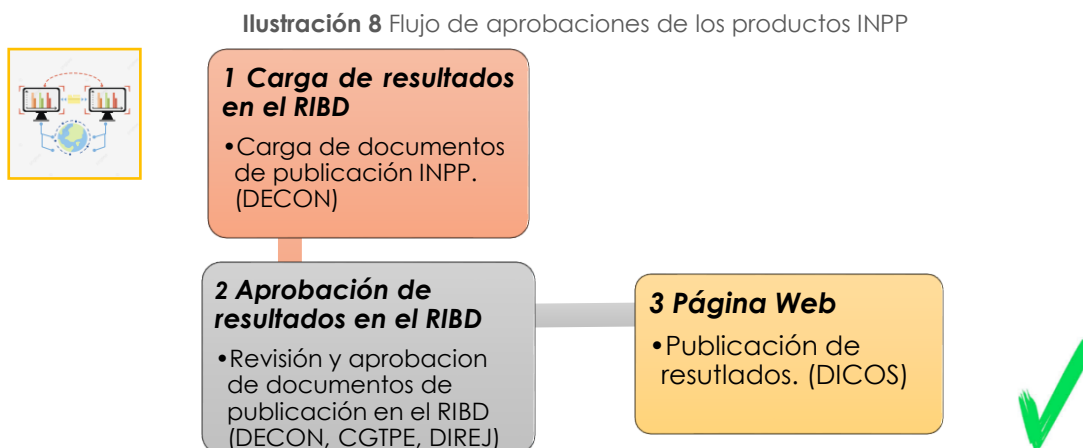 Ilustración 8 Flujo de aprobaciones de los productos INPP
1 Carga de resultados
en el RIBD
•Carga de documentos
de publicación INPP.
(DECON)
2 Aprobación de
resultados en el RIBD
•Revisión y aprobacion
de documentos de
publicación en el RIBD
(DECON, CGTPE, DIREJ)
3 Página Web
•Publicación de
resutlados. (DICOS)